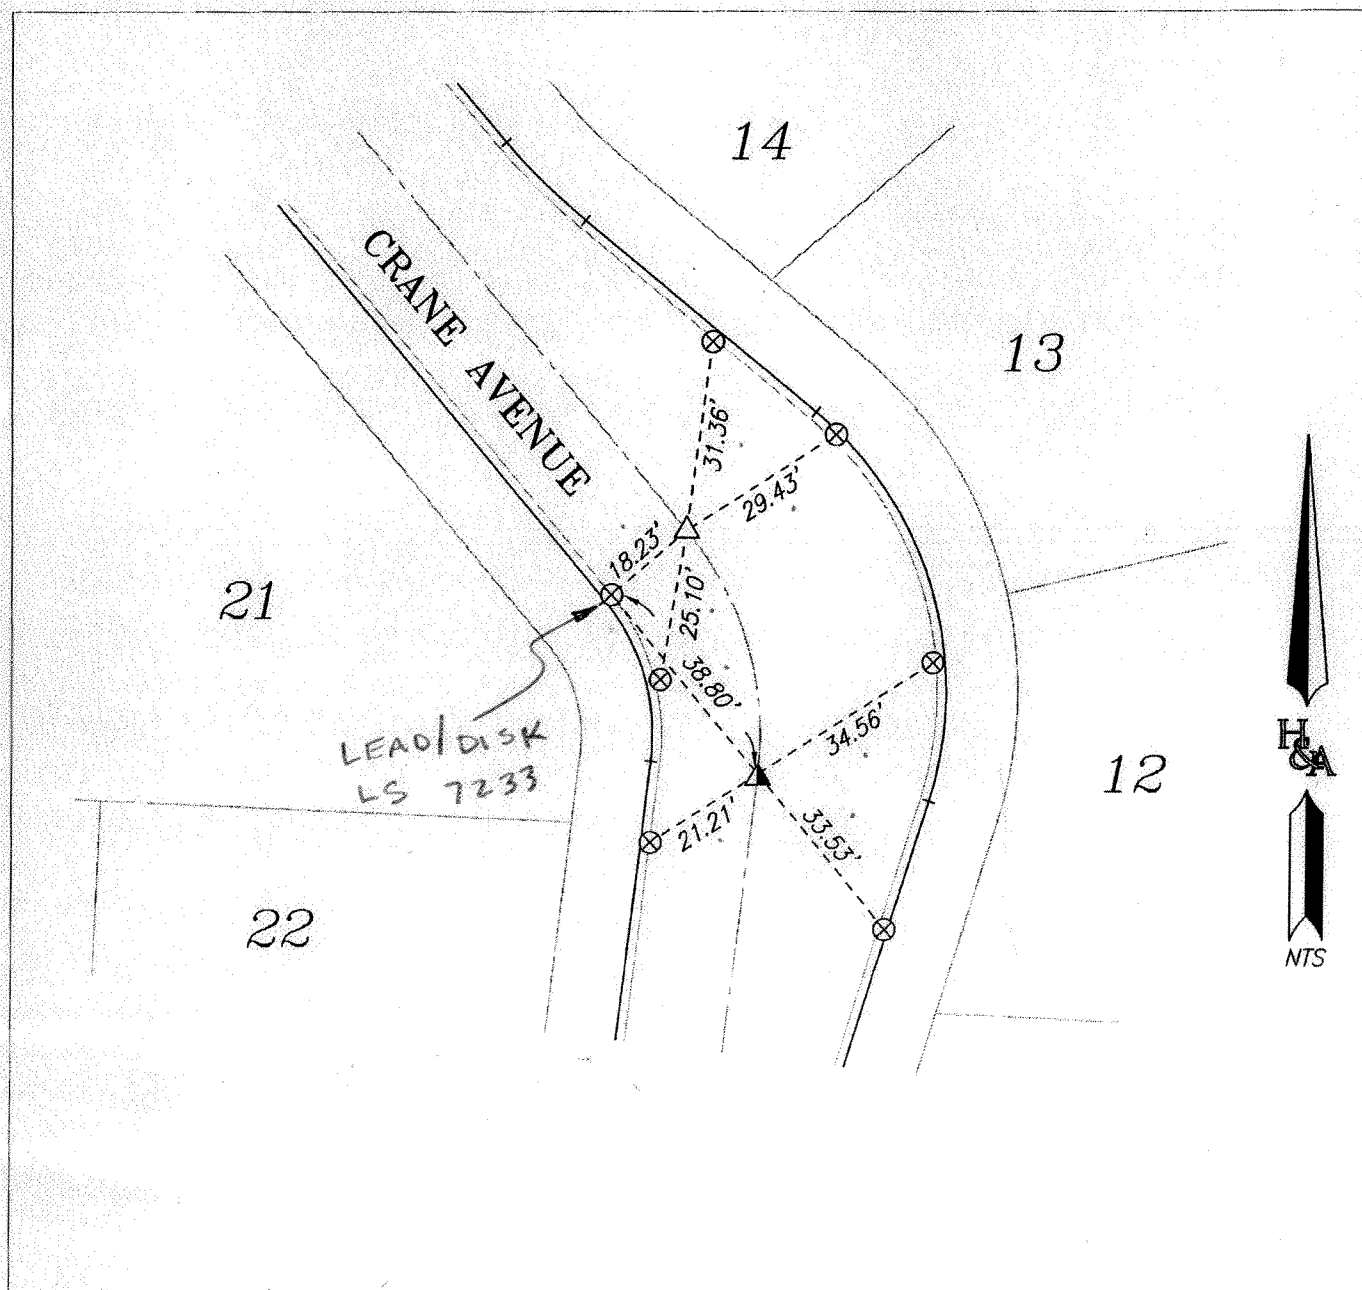 14
CRANE AVENUE
13
31.36'
29.43'
18.23'
25.10'
21
38.80'
LEAD/DISK
LS 7233
34.56'
H&A
12
21.21'
33.53'
22
NTS